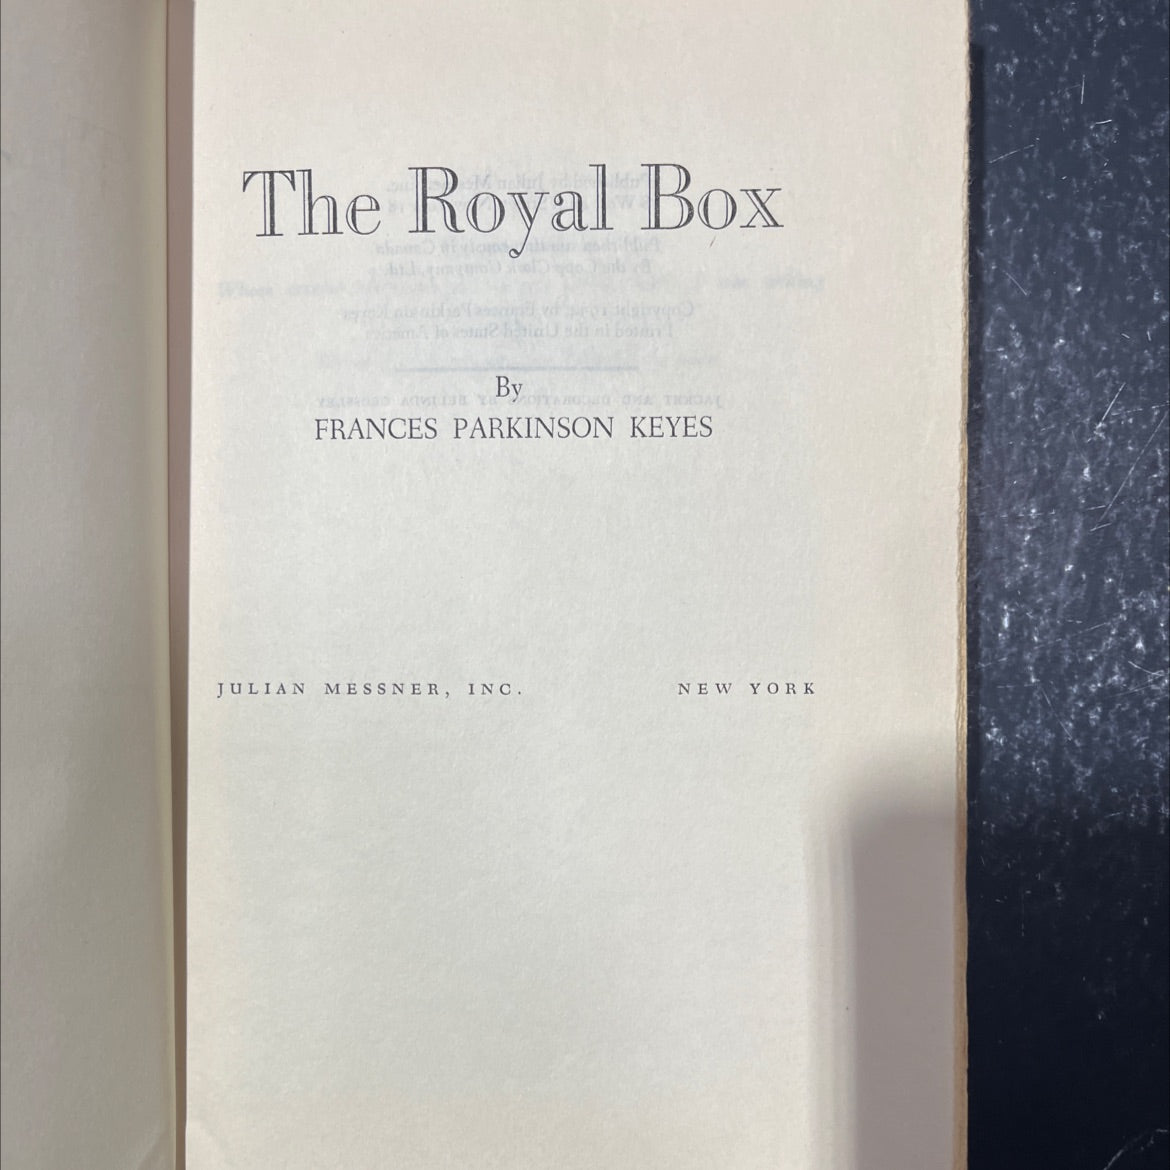 The Royal Box
By
FRANCES PARKINSON KEYES
JULIAN MESSNER, INC. NEW YORK